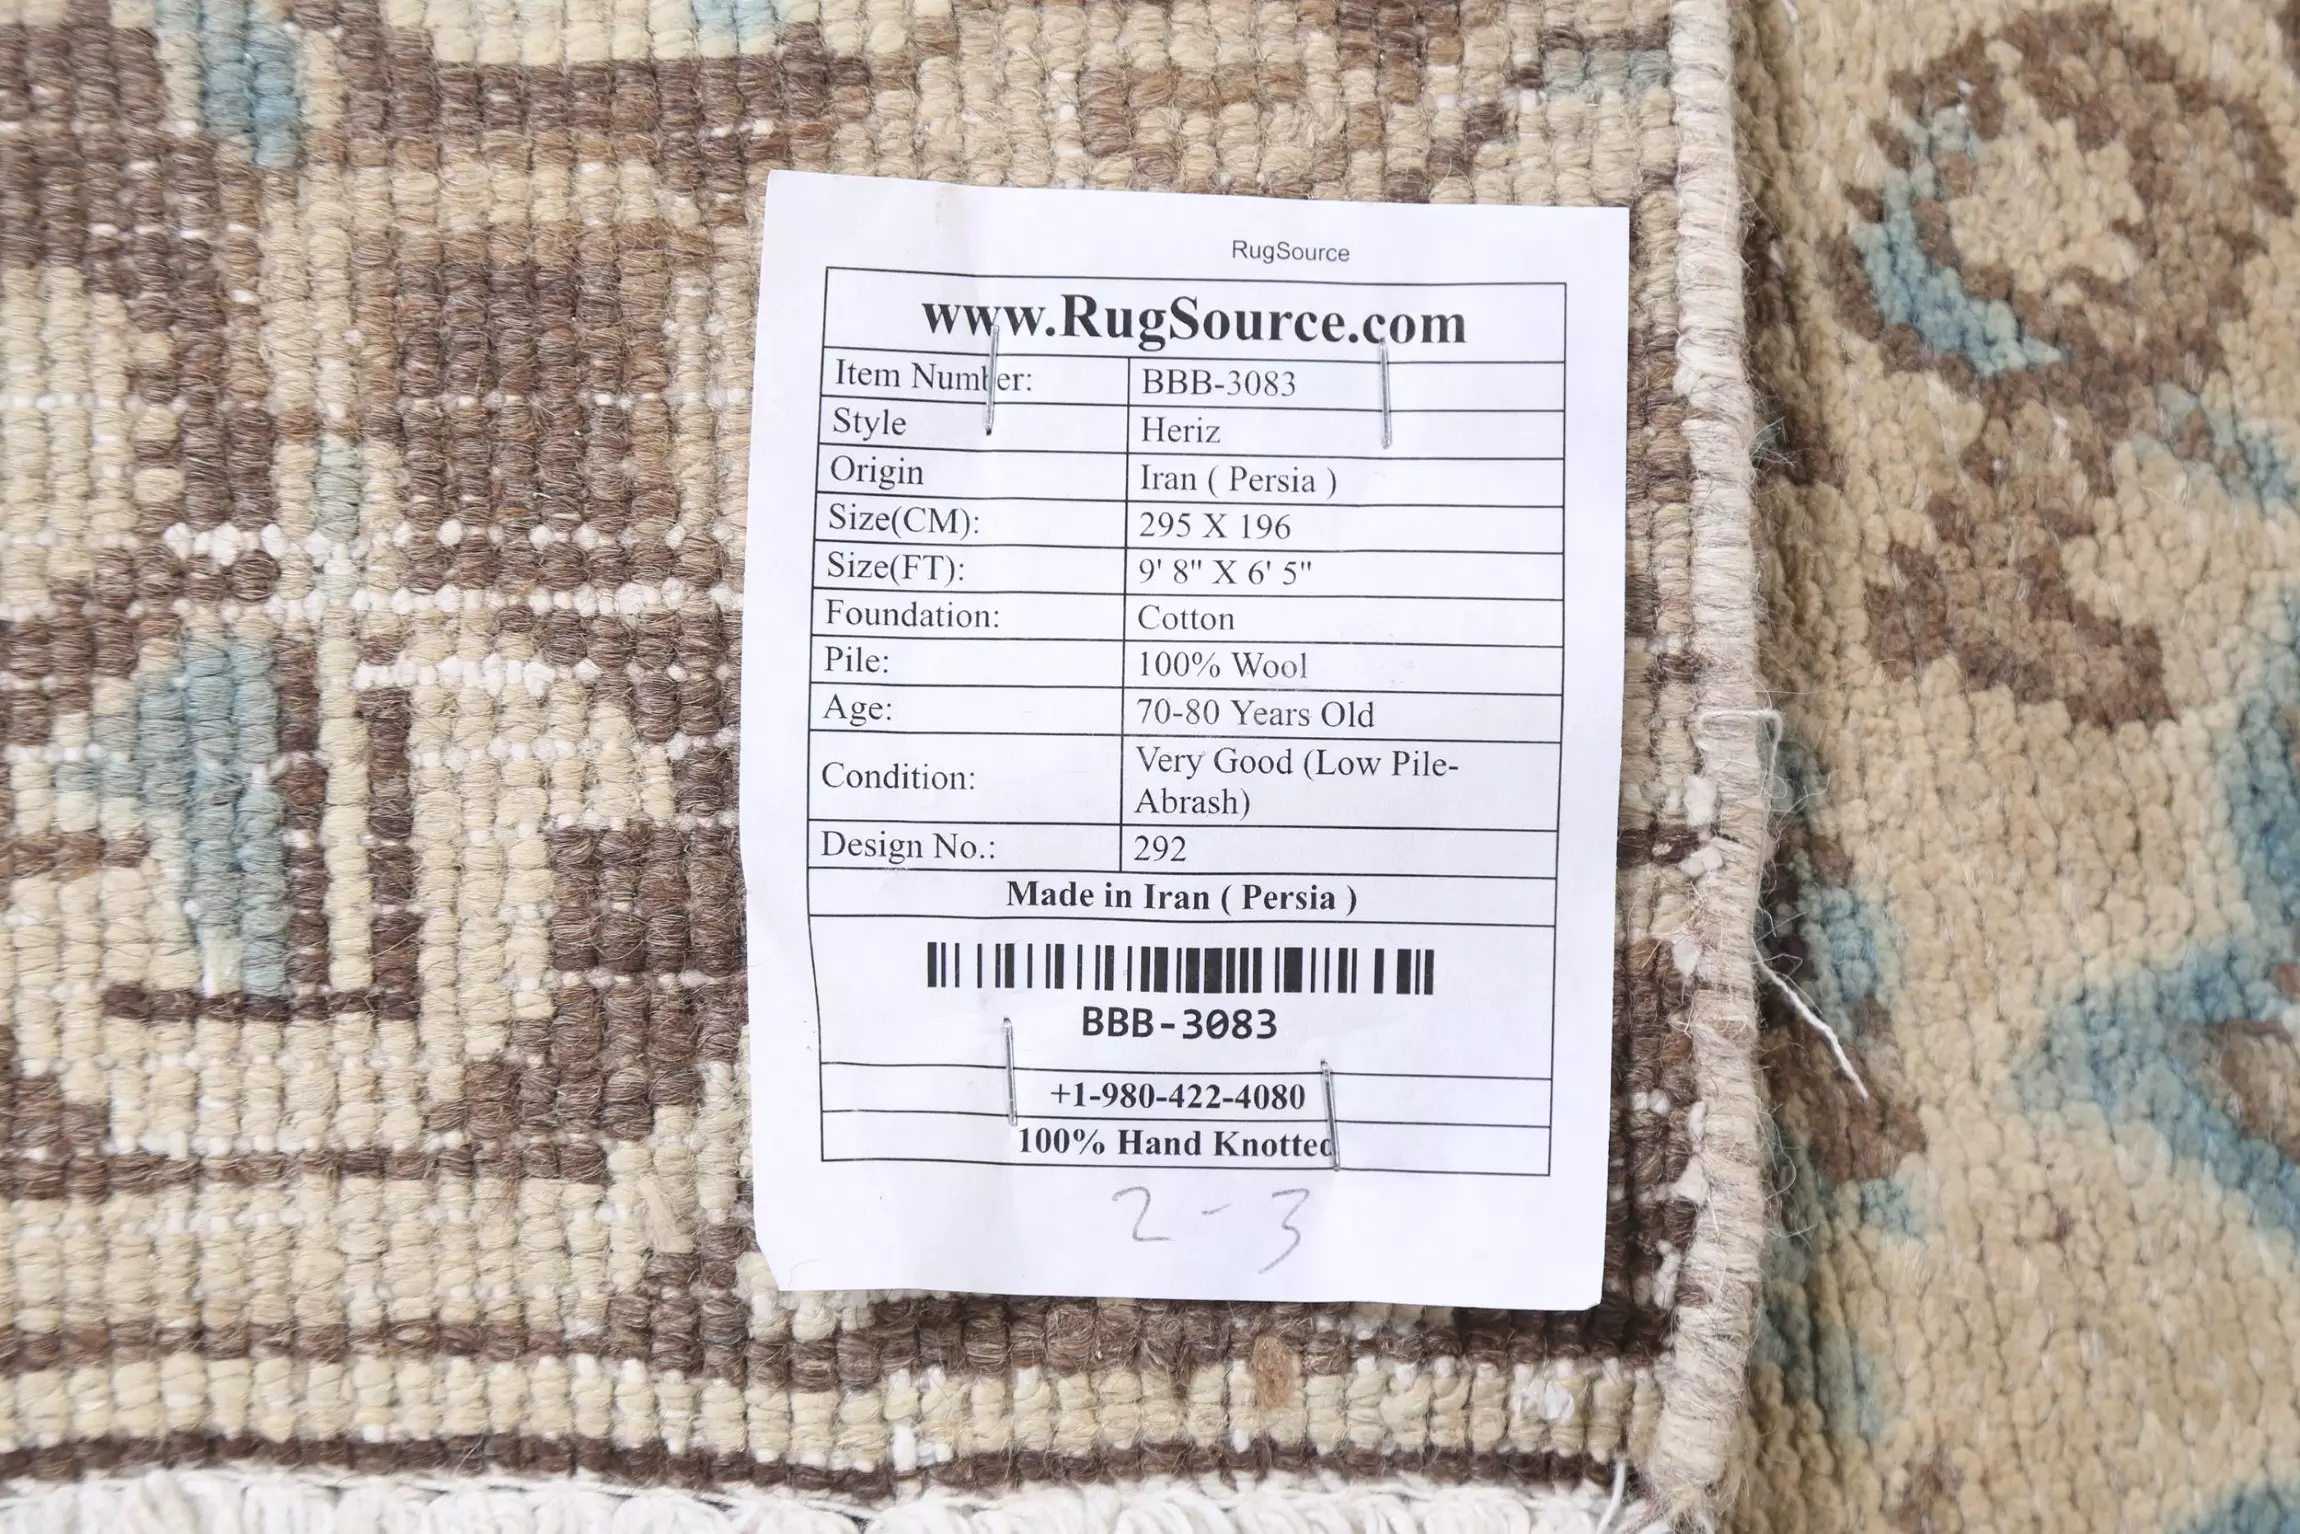 RugSource
www.RugSource.com
Item Number: BBB-3083
Style Heriz
Origin Iran ( Persia )
Size(CM): 295 X 196
Size(FT): 9' 8" X 6' 5"
Foundation: Cotton
Pile: 100% Wool
Age: 70-80 Years Old
Condition: Very Good (Low Pile-
Abrash)
Design No.: 292
Made in Iran ( Persia )
BBB-3083
+1-980-422-4080
100% Hand Knotted
2-3